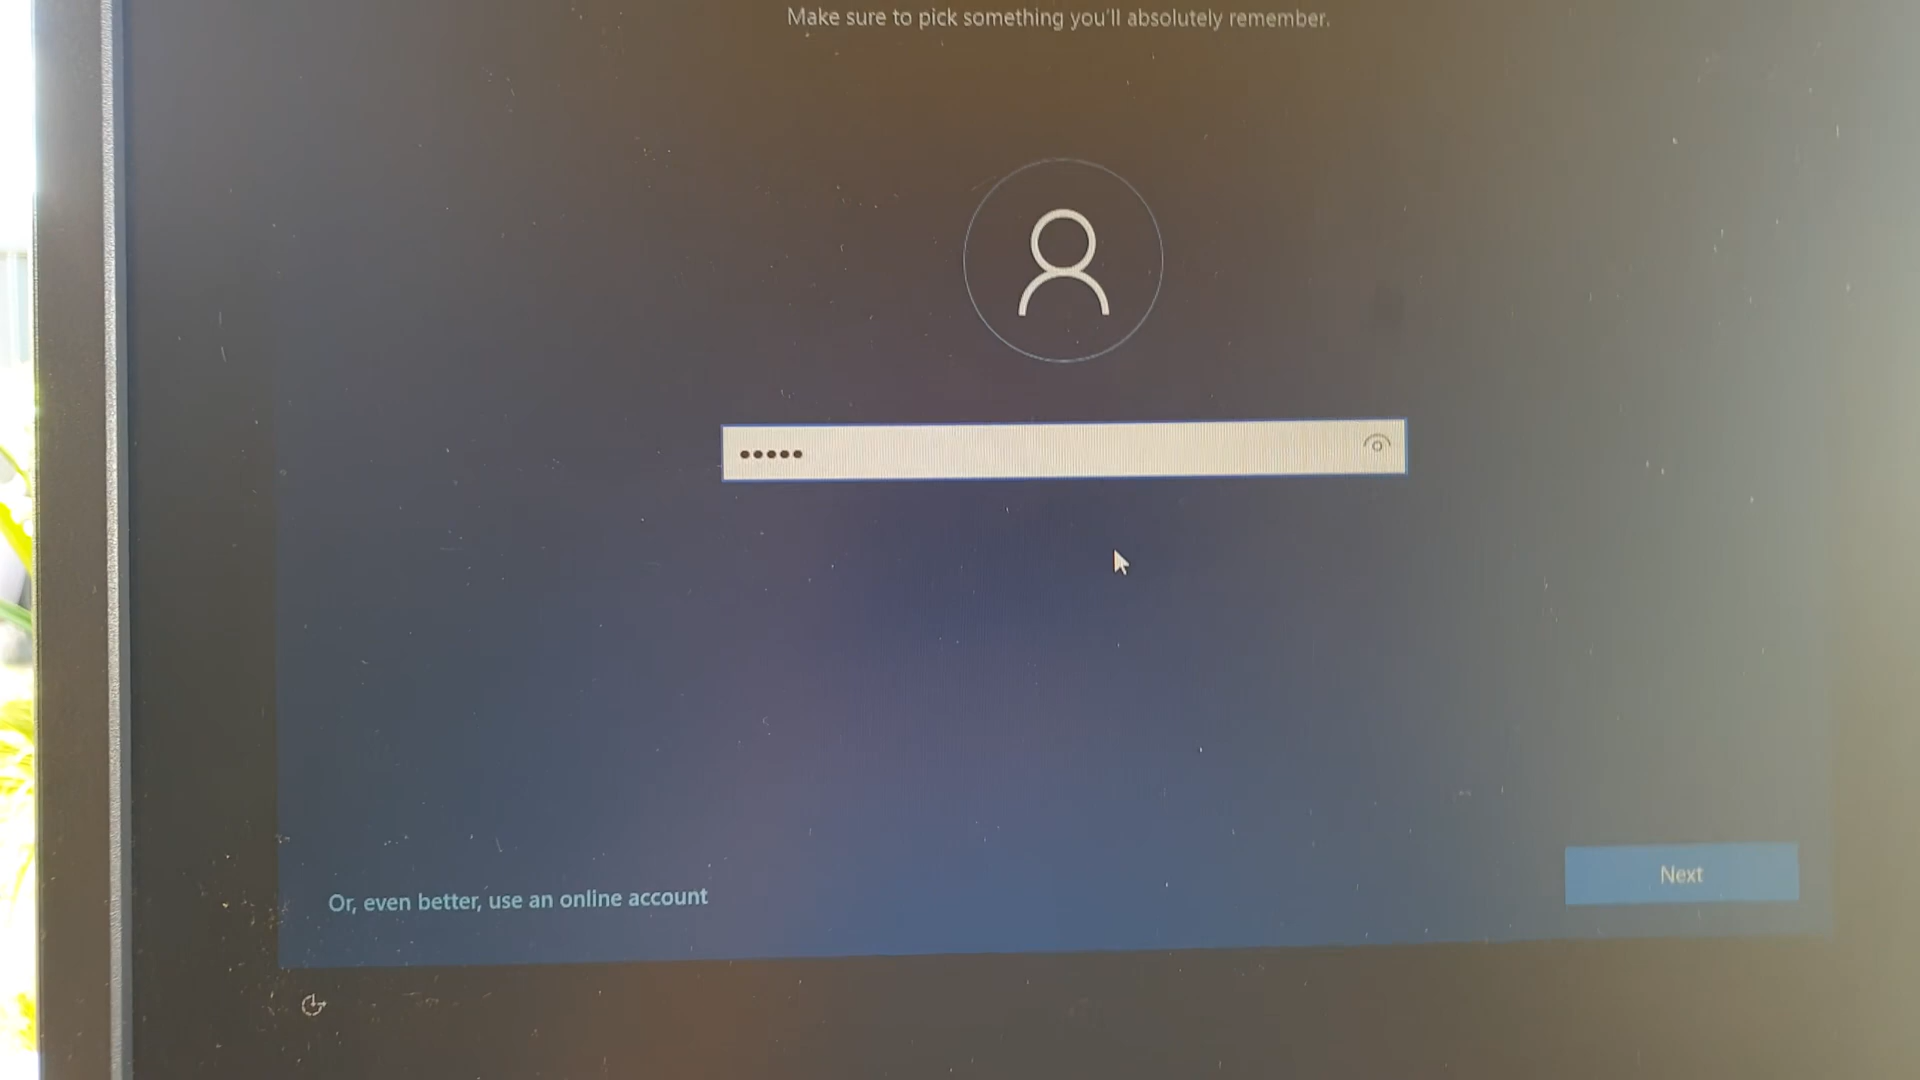 Make sure to pick something you'll absolutely remember.
•••••
Next
Or, even better, use an online account